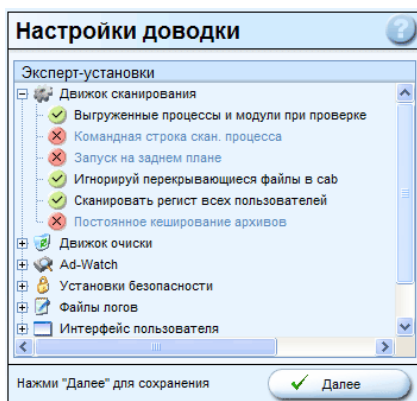 Настройки доводки
?
Эксперт-установки
Движок сканирования
Выгруженные процессы и модули при проверке
Командная строка скан. процесса
Запуск на заднем плане
Игнорируй перекрывающиеся файлы в cab
Сканировать регист всех пользователей
Постоянное кеширование архивов
Движок очиски
Ad-Watch
Установки безопасности
Файлы логов
Интерфейс пользователя
Нажми "Далее" для сохранения
Далее